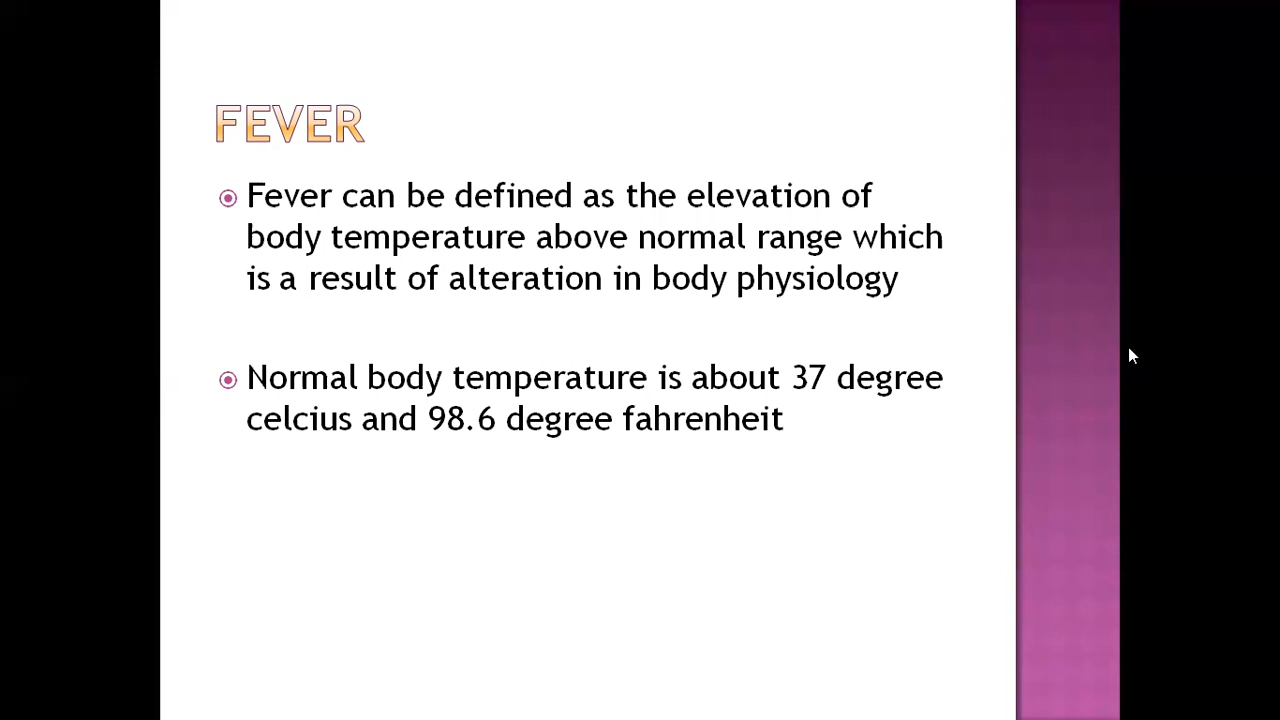 FEVER
Fever can be defined as the elevation of
body temperature above normal range which
is a result of alteration in body physiology
Normal body temperature is about 37 degree
celcius and 98.6 degree fahrenheit